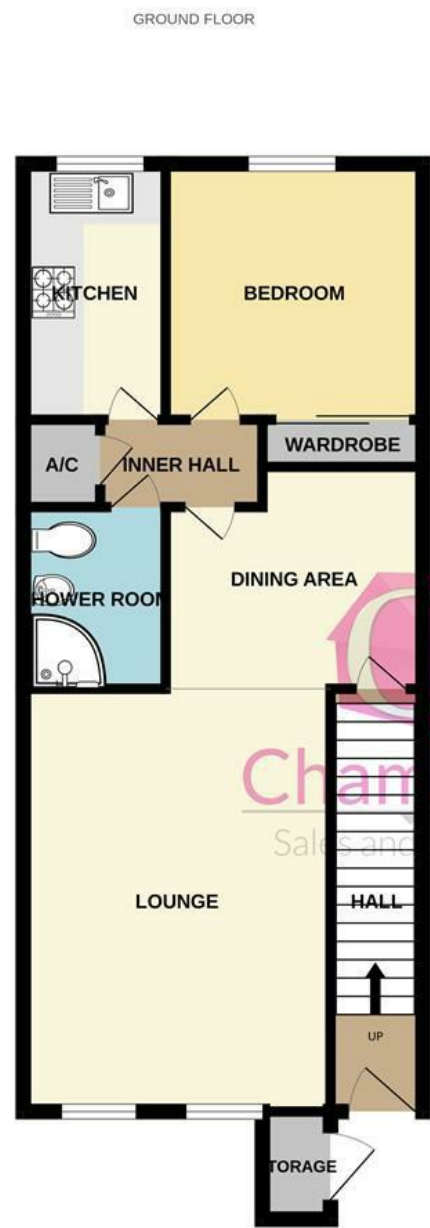 GROUND FLOOR
KITCHEN
BEDROOM
A/C
INNER HALL
WARDROBE
DINING AREA
HOWER ROOM
Cham
Sales and
LOUNGE
HALL
UP
TORAGE